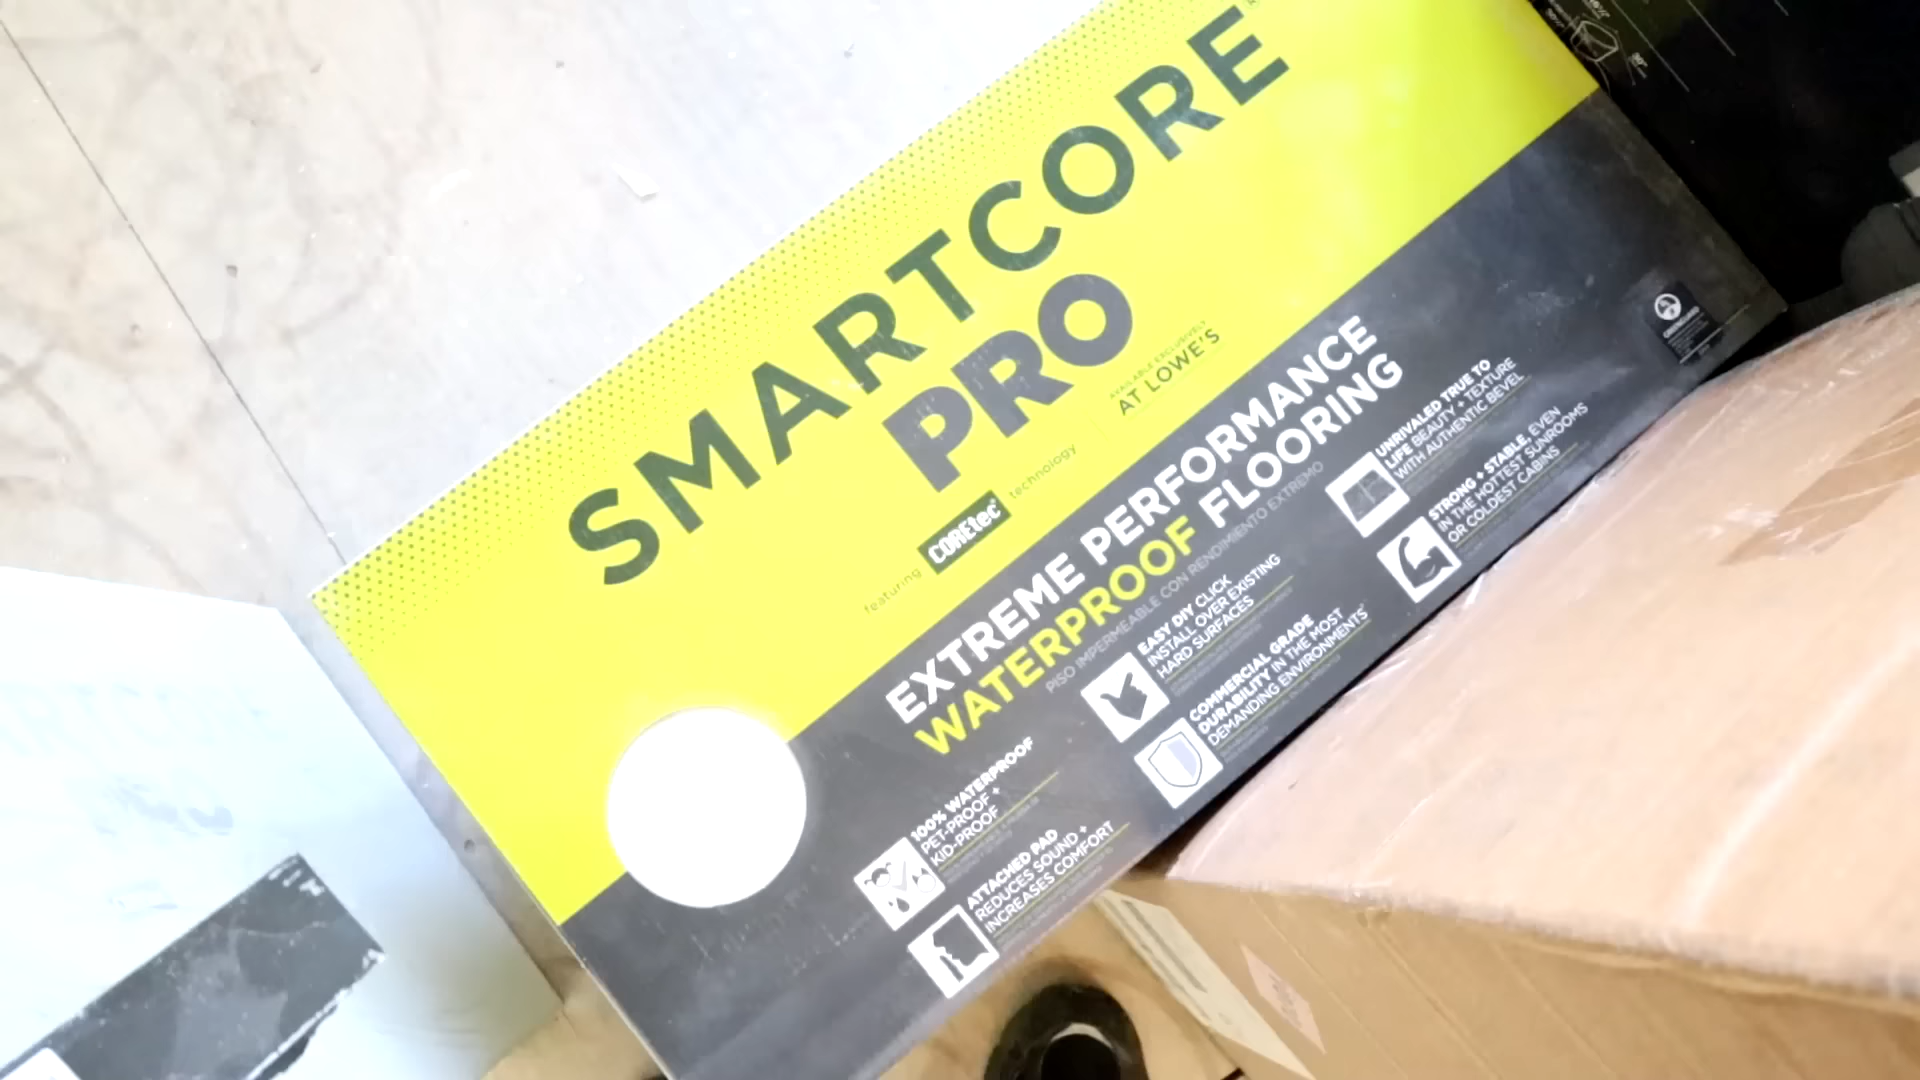 SMARTCORE
PRO
AVAILABLE EXCLUSIVELY
AT LOWE'S
featuring COREtec technology
EXTREME PERFORMANCE
WATERPROOF FLOORING
PISO IMPERMEABLE CON RENDIMIENTO EXTREMO
100% WATERPROOF
PET-PROOF +
KID-PROOF
ATTACHED PAD
REDUCES SOUND +
INCREASES COMFORT
EASY DIY CLICK
INSTALL OVER EXISTING
HARD SURFACES
COMMERCIAL GRADE
DURABILITY IN THE MOST
DEMANDING ENVIRONMENTS
UNRIVALED TRUE TO
LIFE BEAUTY + TEXTURE
WITH AUTHENTIC BEVEL
STRONG + STABLE, EVEN
IN THE HOTTEST SUNROOMS
OR COLDEST CABINS
GREENGUARD